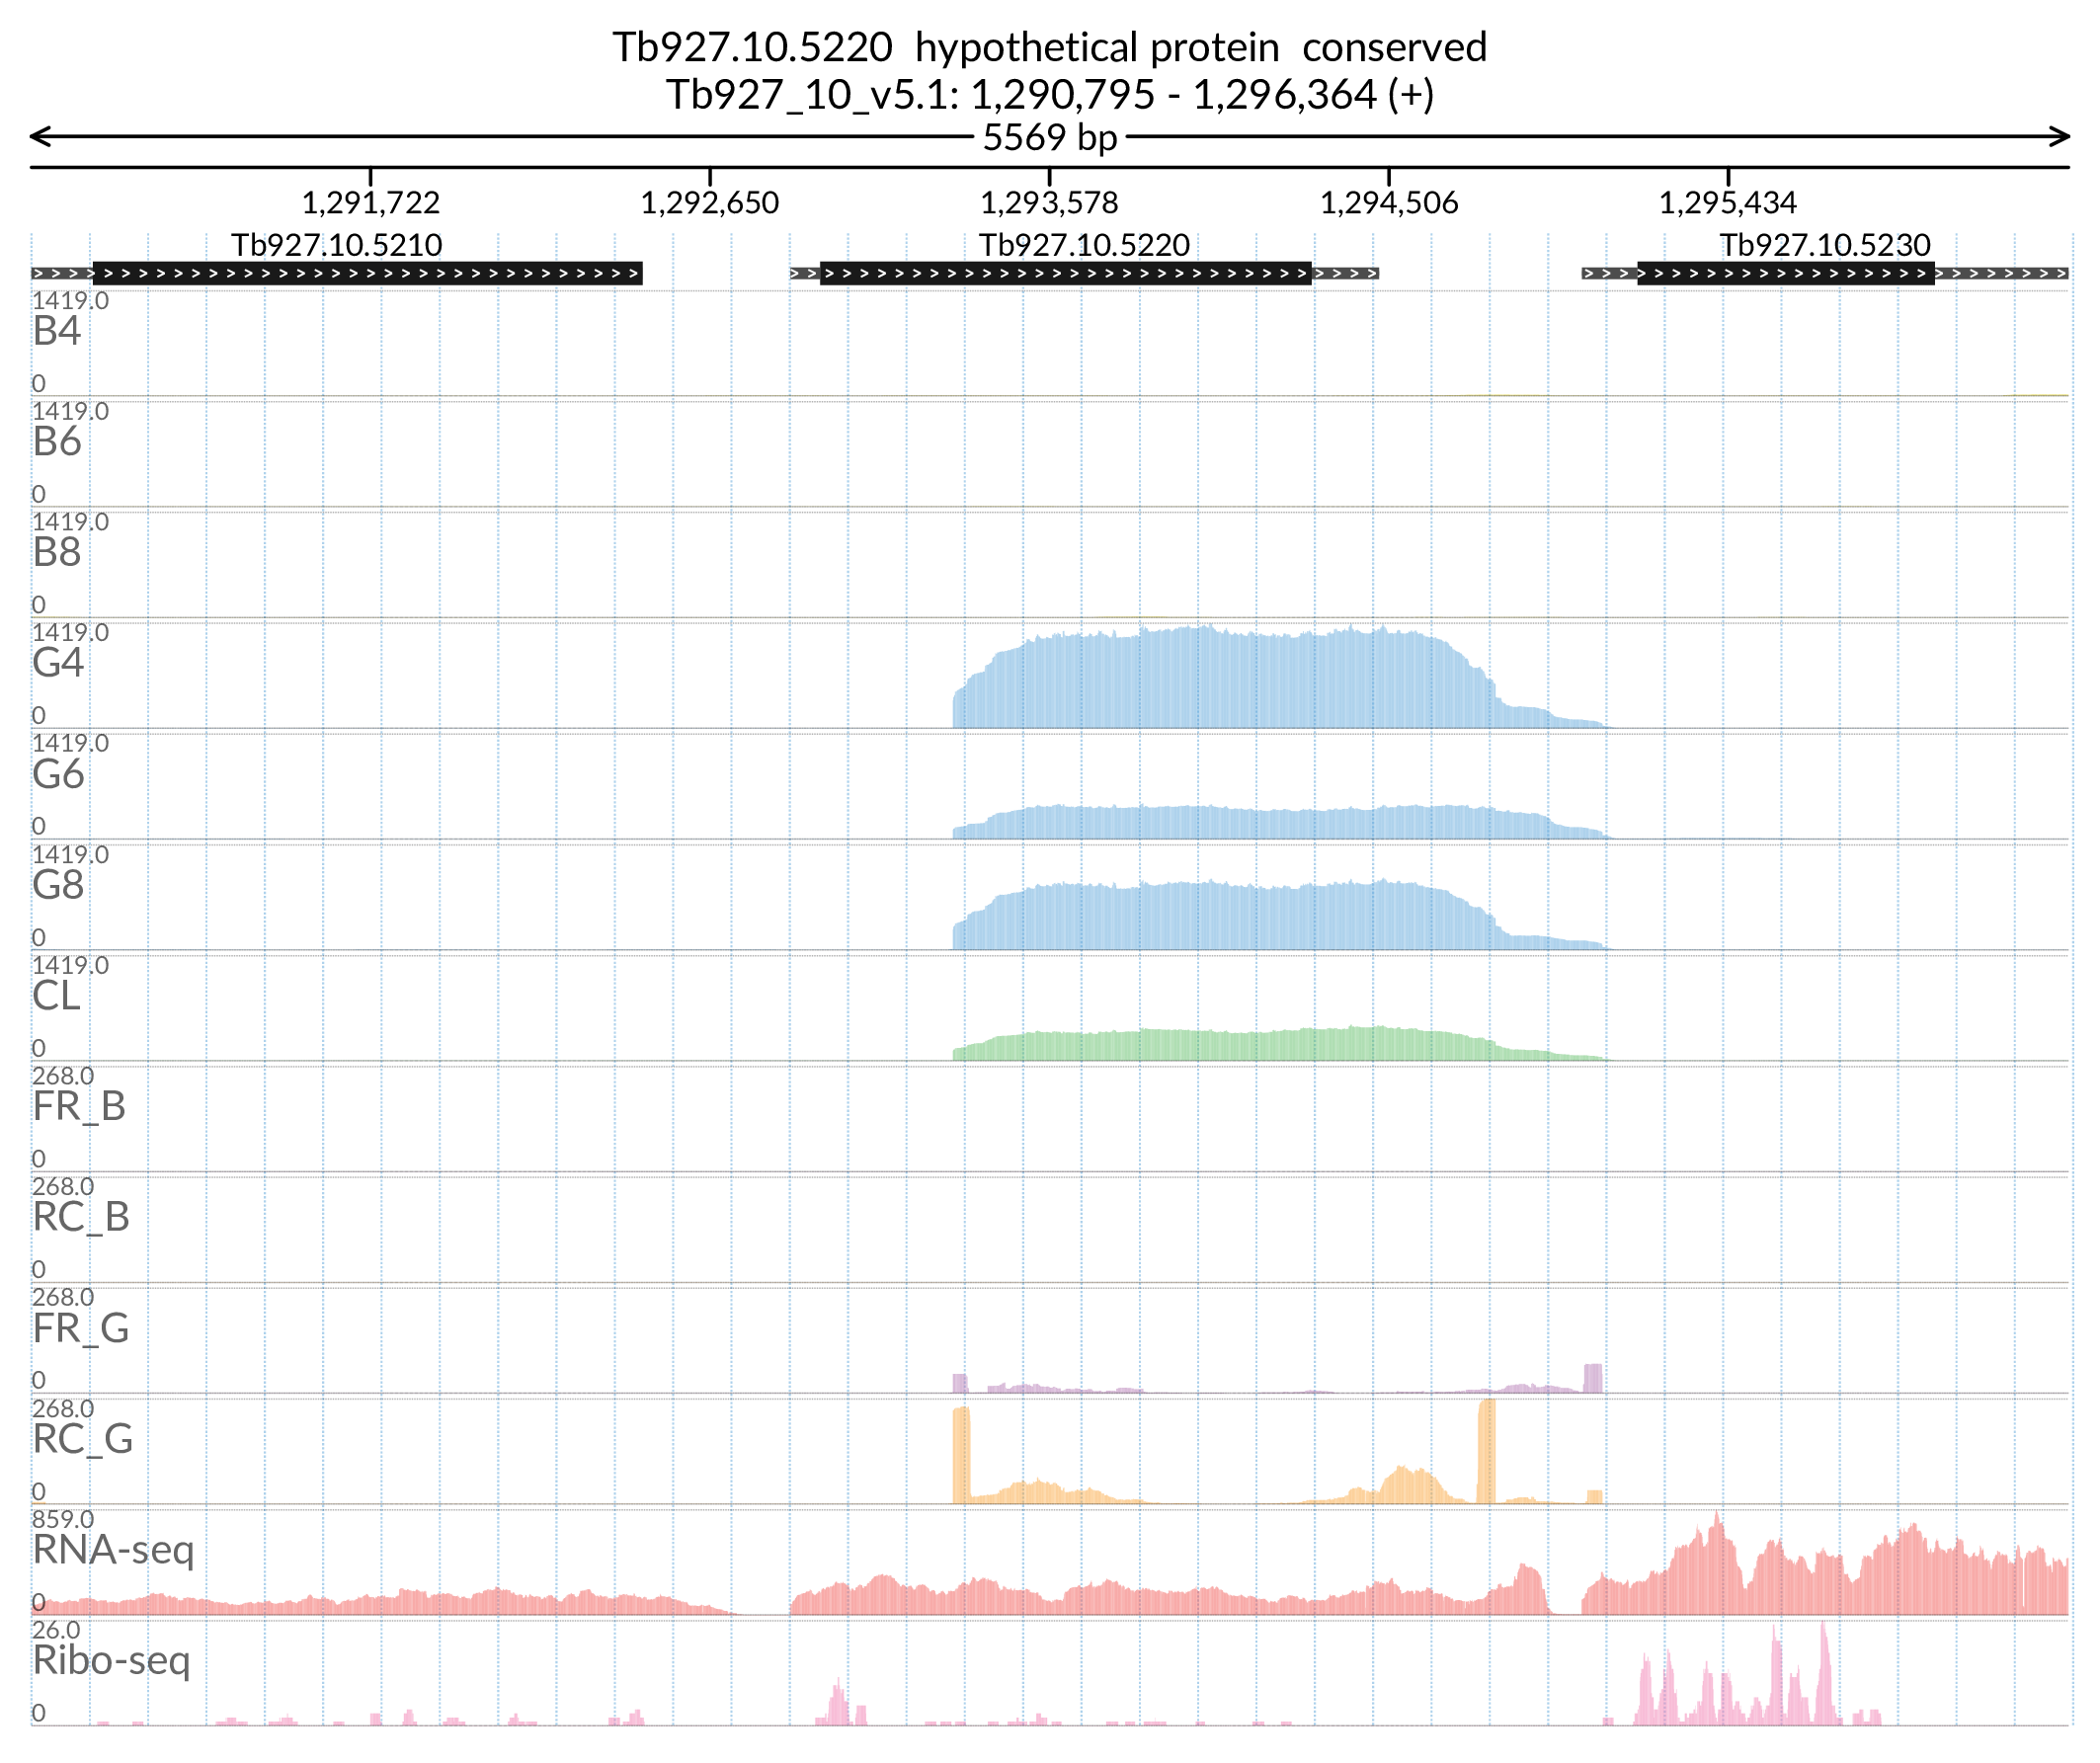 Tb927.10.5220 hypothetical protein conserved
Tb927_10_v5.1: 1,290,795 - 1,296,364 (+)
5569 bp
1,291,722 1,292,650 1,293,578 1,294,506 1,295,434
Tb927.10.5210 Tb927.10.5220 Tb927.10.5230
1419.0
B4
0
1419.0
B6
0
1419.0
B8
0
1419.0
G4
0
1419.0
G6
0
1419.0
G8
0
1419.0
CL
0
268.0
FR_B
0
268.0
RC_B
0
268.0
FR_G
0
268.0
RC_G
0
859.0
RNA-seq
0
26.0
Ribo-seq
0